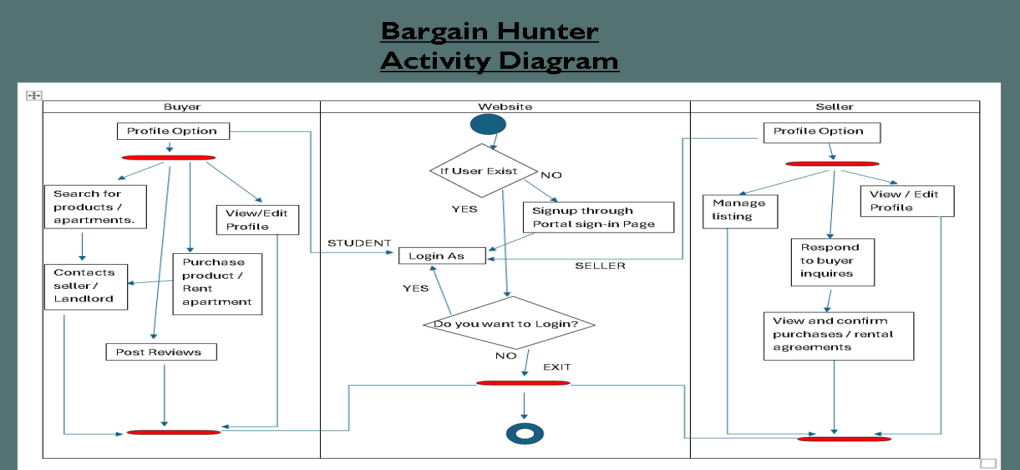 Bargain Hunter
Activity Diagram
Buyer
Website
Seller
Profile Option
Search for
products /
apartments.
View/Edit
Profile
Contacts
seller /
Landlord
Purchase
product /
Rent
apartment
Post Reviews
If User Exist
NO
YES
Signup through
Portal sign-in Page
STUDENT
Login As
SELLER
YES
Do you want to Login?
NO
EXIT
Profile Option
Manage
listing
View / Edit
Profile
Respond
to buyer
inquires
View and confirm
purchases / rental
agreements